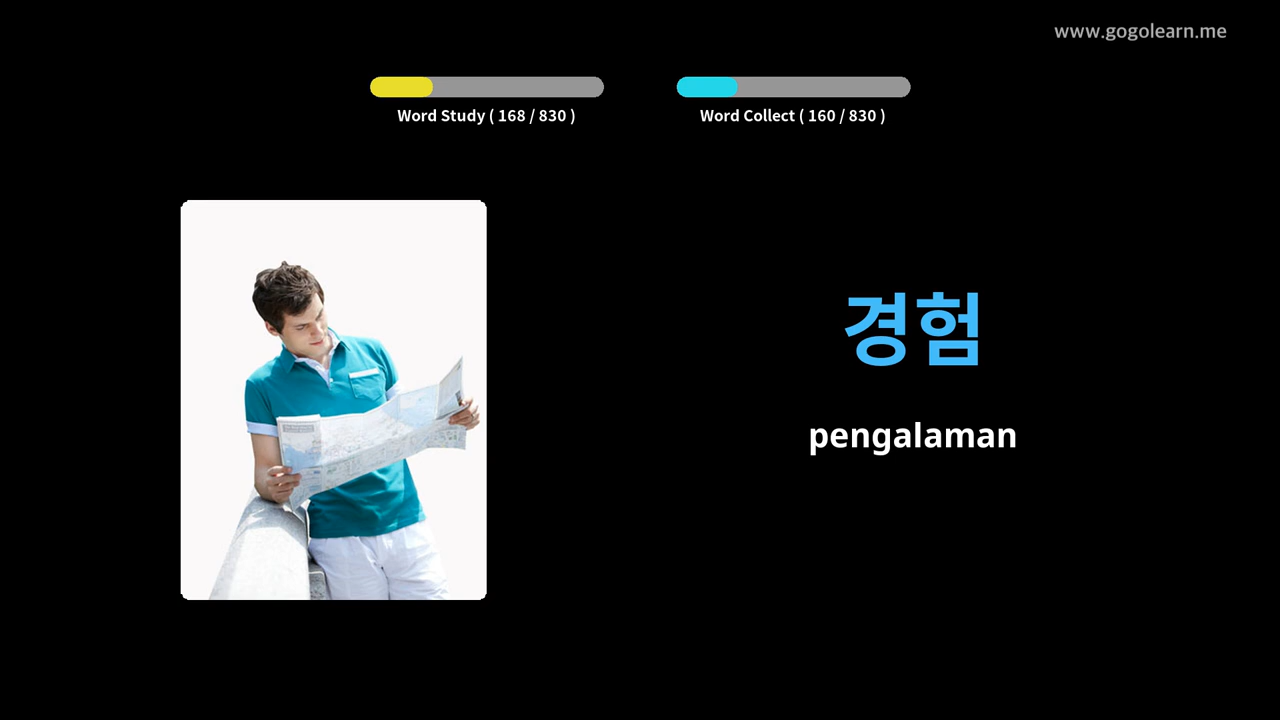 www.gogolearn.me
Word Study ( 168 / 830 )
Word Collect ( 160 / 830 )
경험
pengalaman